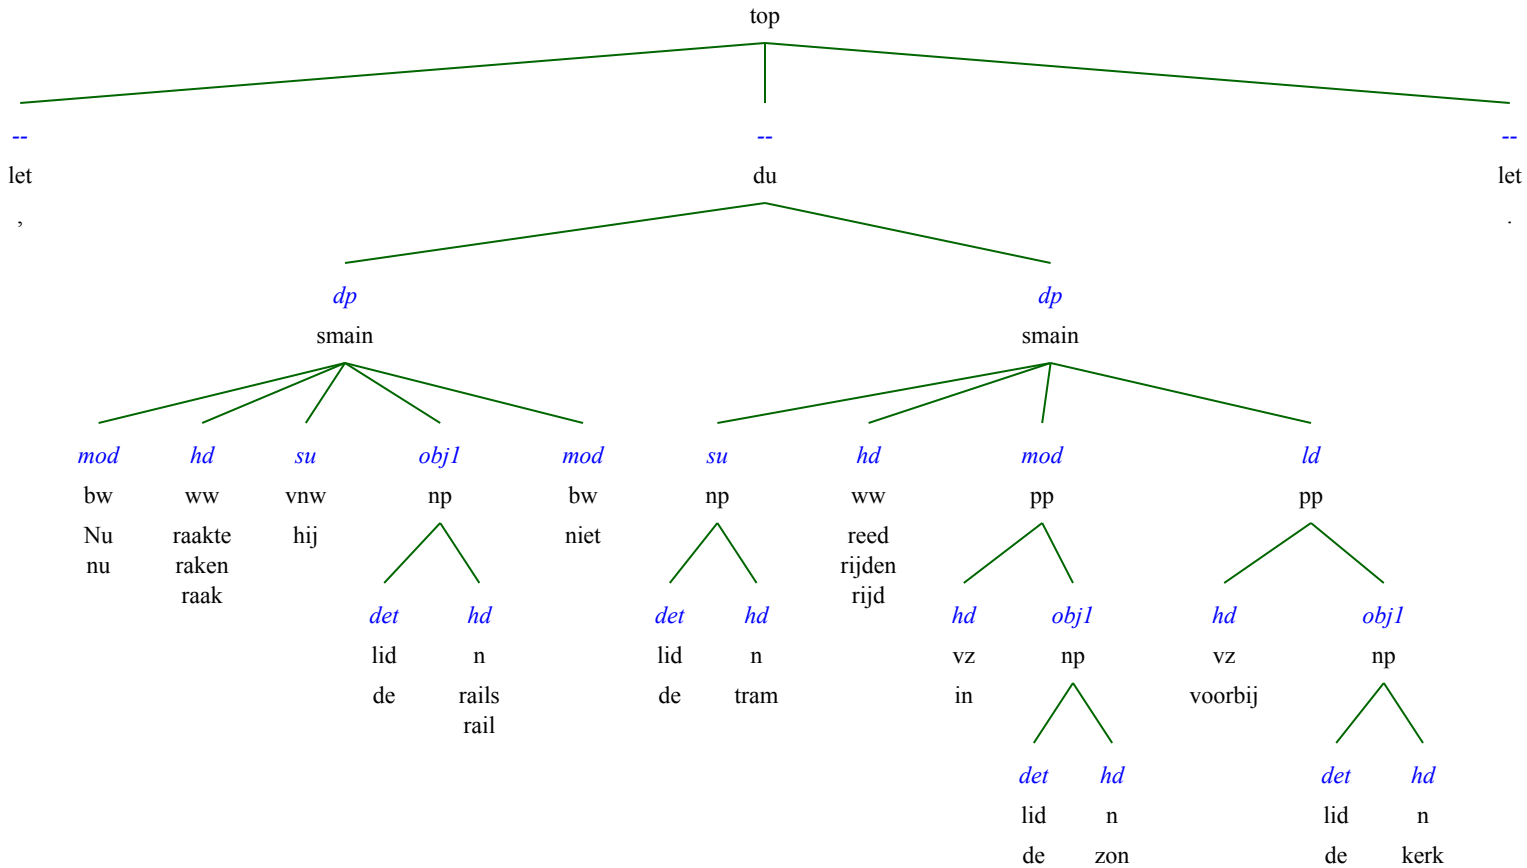 top
-- -- --
let du let
, .
dp dp
smain smain
mod hd su obj1 mod su hd mod ld
bw ww vnw np bw np ww pp pp
Nu raakte hij niet reed
nu raken rijden
raak rijd
det hd det hd hd obj1 hd obj1
lid n lid n vz np vz np
de rails de tram in voorbij
rail
det hd det hd
lid n lid n
de zon de kerk